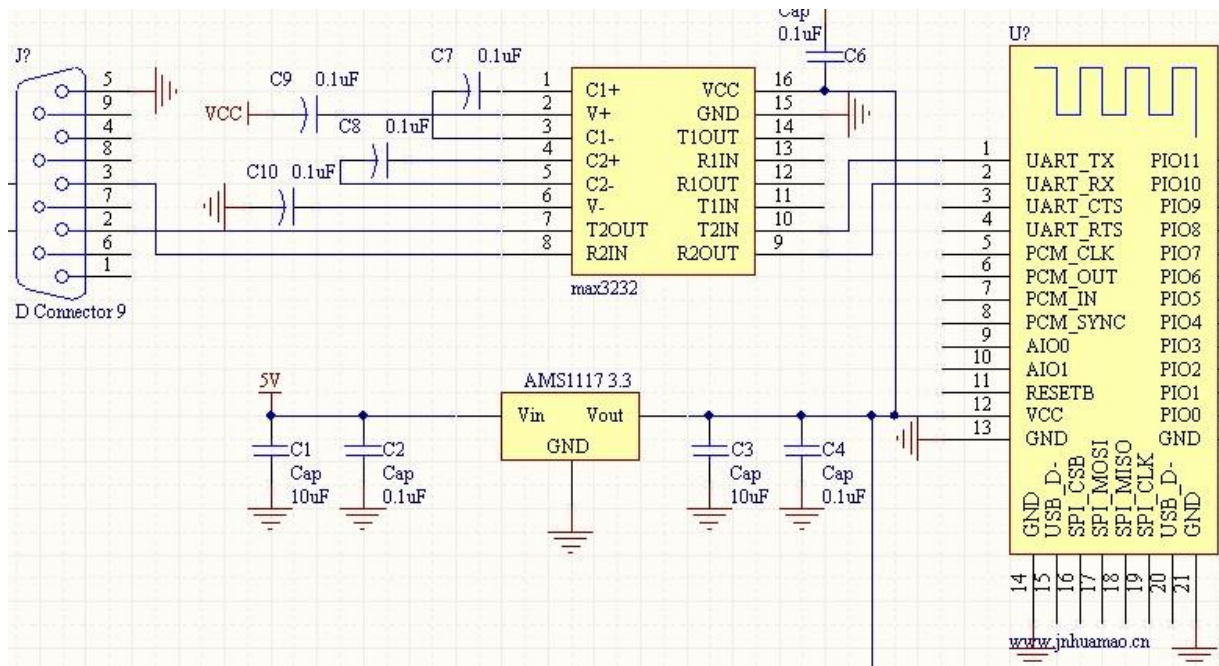 Cap
0.1uF
C6
U?
J?
5
9
4
8
3
7
2
6
1
D Connector 9
VCC
C9
0.1uF
C7
0.1uF
C8
0.1uF
C10
0.1uF
1
2
3
4
5
6
7
8
C1+
V+
C1-
C2+
C2-
V-
T2OUT
R2IN
VCC
GND
T1OUT
R1IN
R1OUT
T1IN
T2IN
R2OUT
16
15
14
13
12
11
10
9
max3232
1
2
3
4
5
6
7
8
9
10
11
12
13
UART_TX
UART_RX
UART_CTS
UART_RTS
PCM_CLK
PCM_OUT
PCM_IN
PCM_SYNC
AIO0
AIO1
RESETB
VCC
GND
PIO11
PIO10
PIO9
PIO8
PIO7
PIO6
PIO5
PIO4
PIO3
PIO2
PIO1
PIO0
GND
GND
USB_D-
SPI_CSB
SPI_MOSI
SPI_MISO
SPI_CLK
USB_D-
GND
14
15
16
17
18
19
20
21
www.jnhuamao.cn
5V
AMS1117 3.3
Vin
Vout
GND
C1
Cap
10uF
C2
Cap
0.1uF
C3
Cap
10uF
C4
Cap
0.1uF